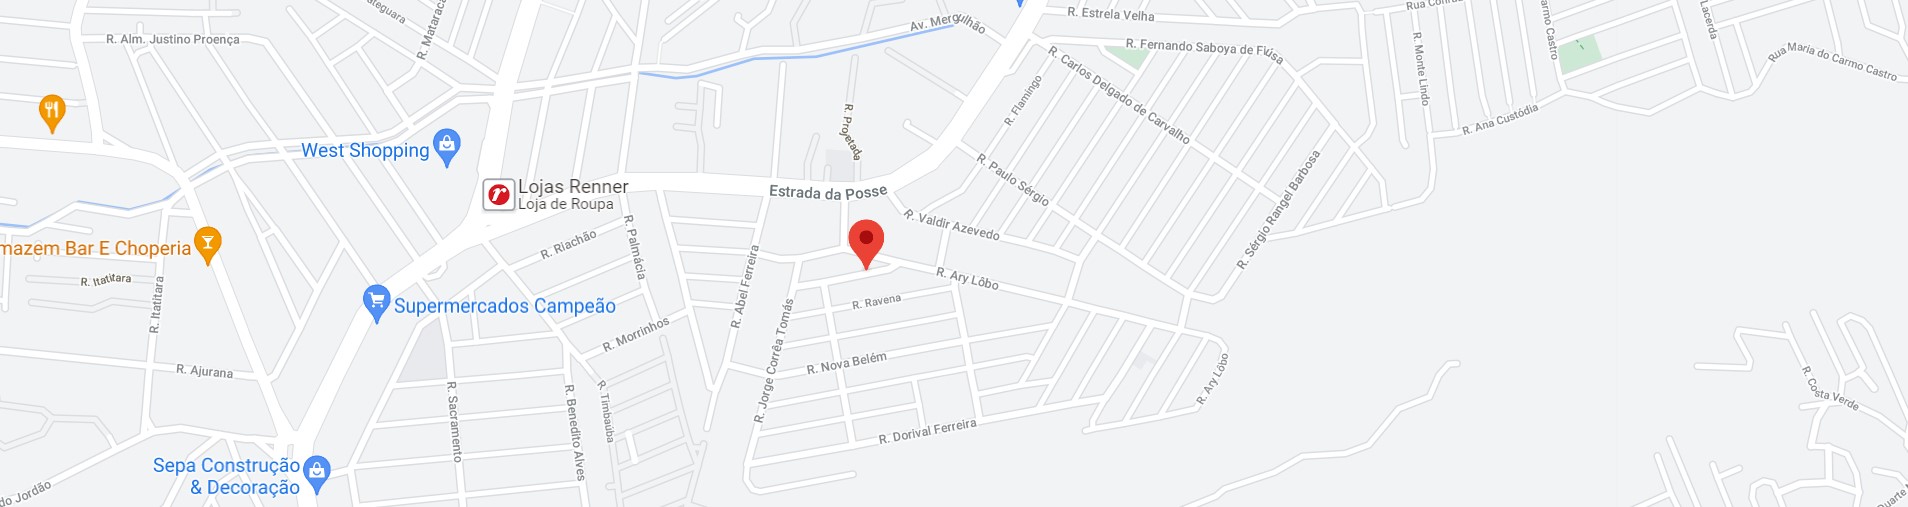 ateguara
R. Alm. Justino Proença
R. Mataraca
Av. Mergulhão
R. Estrela Velha
Rua Conra
R. Fernando Saboya de Fiúsa
R. Carlos Delgado de Carvalho
R. Monte Lindo
armo Castro
Lacerda
Rua Maria do Carmo Castro
R. Flamingo
R. Projetada
R. Ana Custódia
West Shopping
R. Paulo Sérgio
R. Sérgio Rangel Barbosa
Lojas Renner
Loja de Roupa
Estrada da Posse
R. Valdir Azevedo
R. Riachão
R. Palmácia
mazem Bar E Choperia
R. Itatitara
R. Itatitara
R. Abel Ferreira
R. Ary Lôbo
R. Ravena
Supermercados Campeão
R. Morrinhos
R. Jorge Corrêa Tomás
R. Nova Belém
R. Ajurana
R. Ary Lôbo
R. Costa Verde
R. Sacramento
R. Benedito Alves
R. Timbaúba
R. Dorival Ferreira
Sepa Construção
& Decoração
do Jordão
Duarte